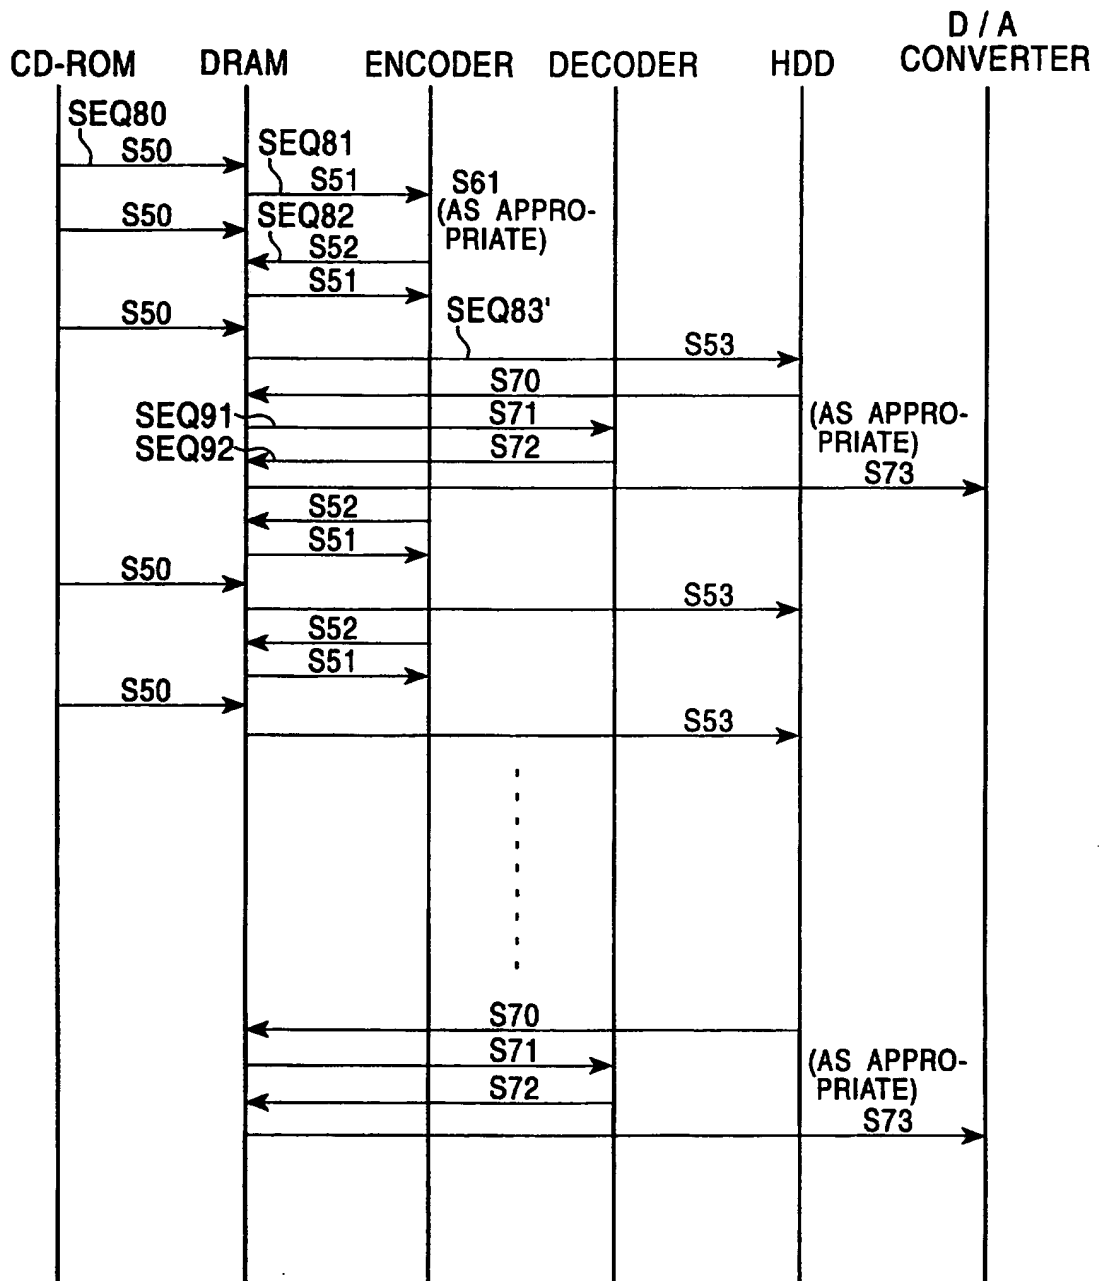 D / A
CD-ROM DRAM ENCODER DECODER HDD CONVERTER
SEQ80
S50
SEQ81
S51
S61
(AS APPRO-
PRIATE)
S50
SEQ82
S52
S51
S50
SEQ83'
S53
S70
SEQ91
S71
(AS APPRO-
PRIATE)
SEQ92
S72
S73
S52
S51
S50
S53
S52
S51
S50
S53
S70
S71
(AS APPRO-
PRIATE)
S72
S73